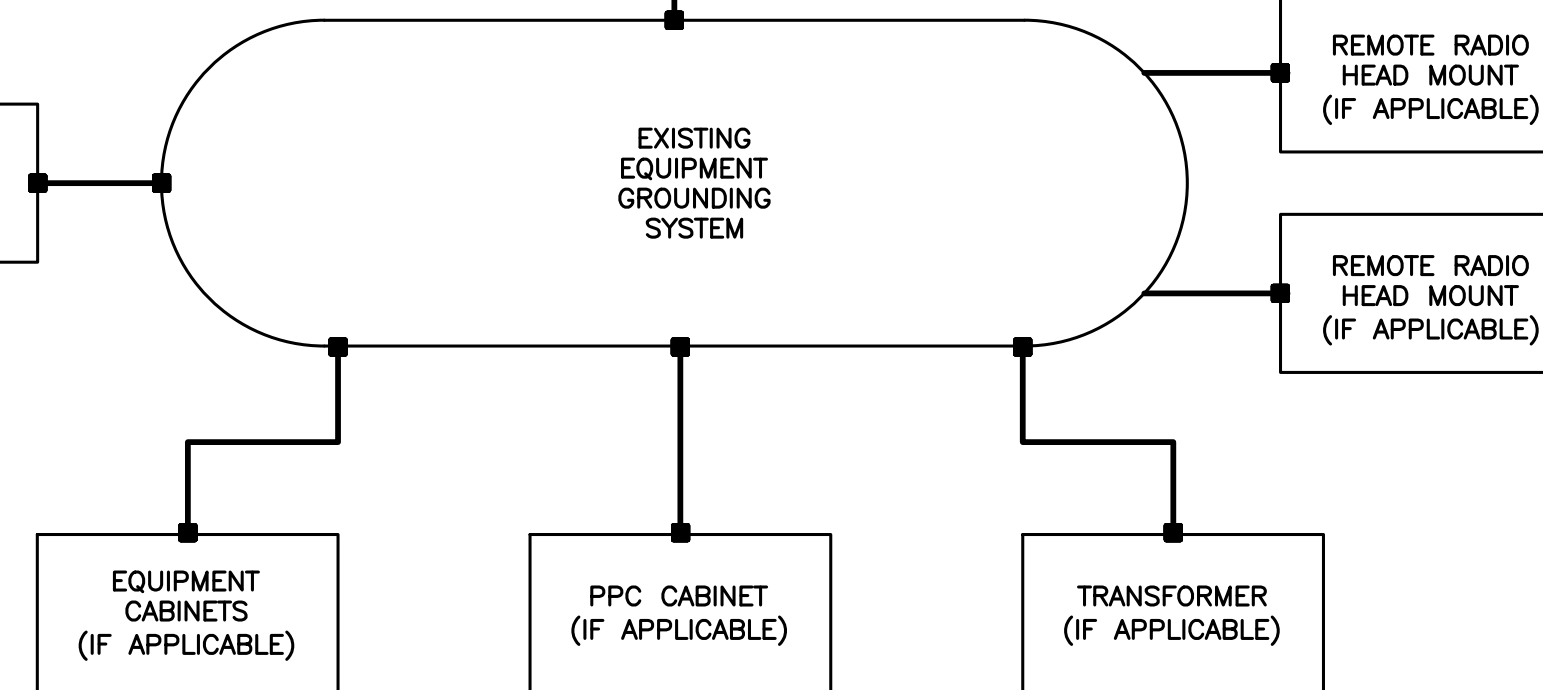 REMOTE RADIO
HEAD MOUNT
(IF APPLICABLE)
EXISTING
EQUIPMENT
GROUNDING
SYSTEM
REMOTE RADIO
HEAD MOUNT
(IF APPLICABLE)
EQUIPMENT
CABINETS
(IF APPLICABLE)
PPC CABINET
(IF APPLICABLE)
TRANSFORMER
(IF APPLICABLE)